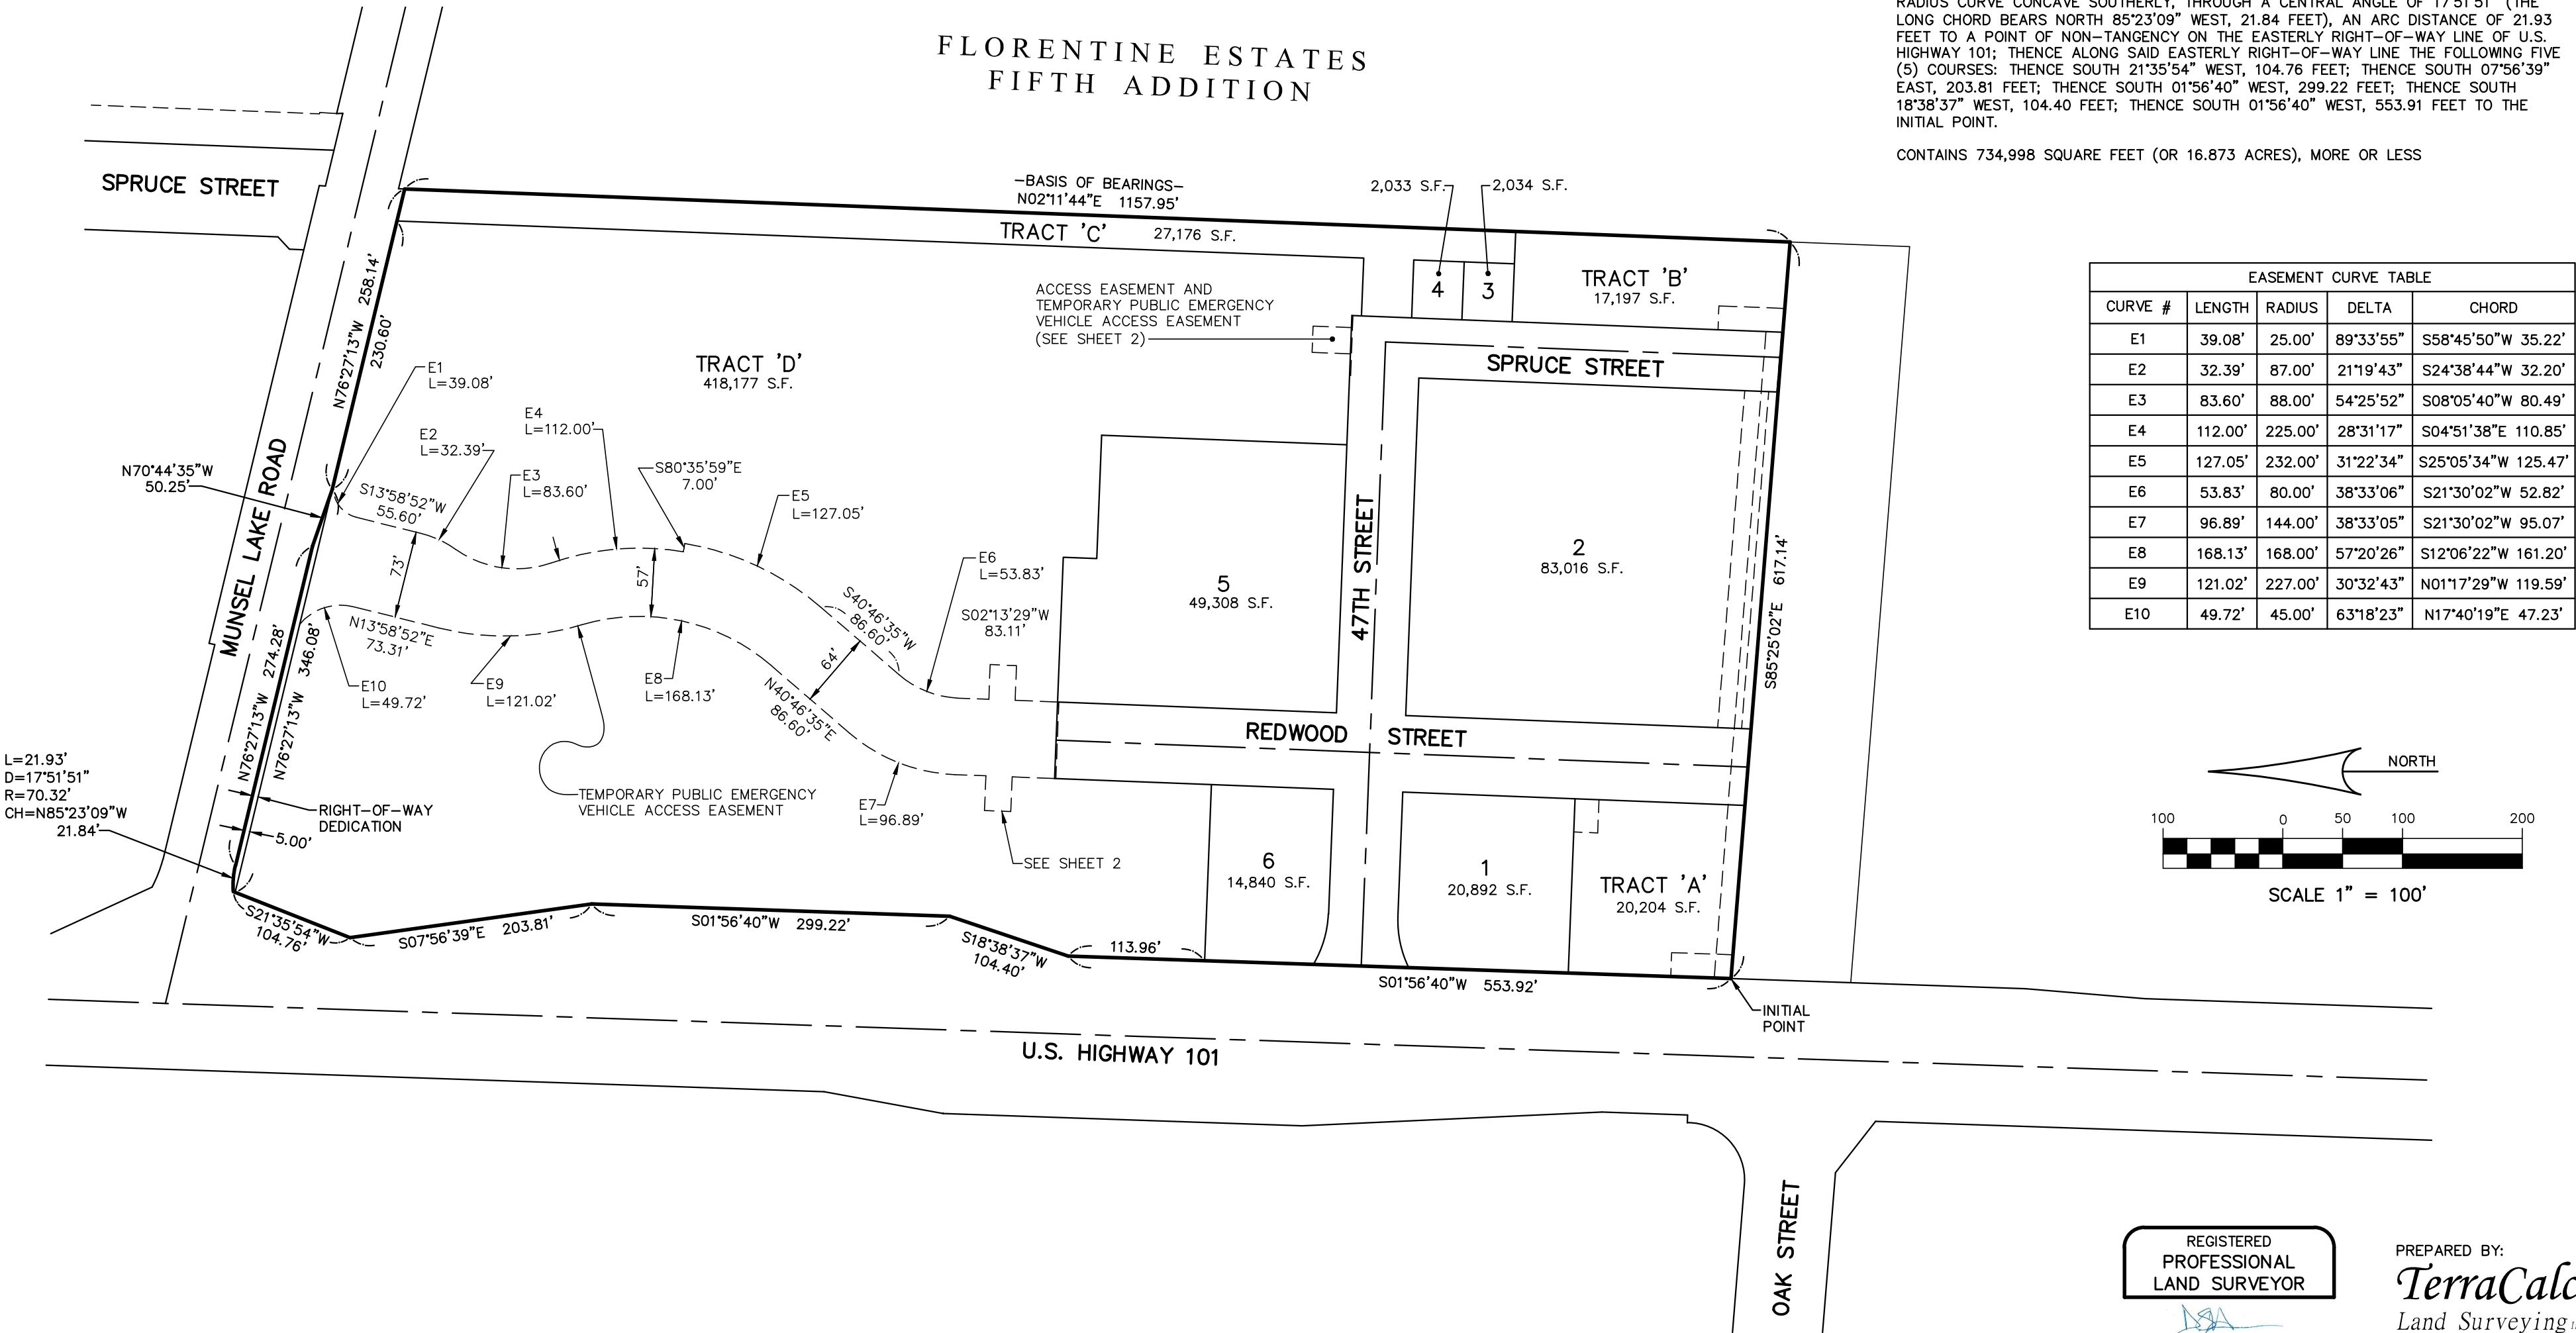 FLORENTINE ESTATES
FIFTH ADDITION
RADIUS CURVE CONCAVE SOUTHERLY, THROUGH A CENTRAL ANGLE OF 17°51'51" (THE
LONG CHORD BEARS NORTH 85°23'09" WEST, 21.84 FEET), AN ARC DISTANCE OF 21.93
FEET TO A POINT OF NON-TANGENCY ON THE EASTERLY RIGHT-OF-WAY LINE OF U.S.
HIGHWAY 101; THENCE ALONG SAID EASTERLY RIGHT-OF-WAY LINE THE FOLLOWING FIVE
(5) COURSES: THENCE SOUTH 21°35'54" WEST, 104.76 FEET; THENCE SOUTH 07°56'39"
EAST, 203.81 FEET; THENCE SOUTH 01°56'40" WEST, 299.22 FEET; THENCE SOUTH
18°38'37" WEST, 104.40 FEET; THENCE SOUTH 01°56'40" WEST, 553.91 FEET TO THE
INITIAL POINT.
CONTAINS 734,998 SQUARE FEET (OR 16.873 ACRES), MORE OR LESS
SPRUCE STREET
-BASIS OF BEARINGS-
N02°11'44"E 1157.95'
TRACT 'C' 27,176 S.F.
2,033 S.F.
2,034 S.F.
4
3
TRACT 'B'
17,197 S.F.
ACCESS EASEMENT AND
TEMPORARY PUBLIC EMERGENCY
VEHICLE ACCESS EASEMENT
(SEE SHEET 2)
SPRUCE STREET
TRACT 'D'
418,177 S.F.
N76°27'13"W 258.14'
230.60'
E1
L=39.08'
E2
L=32.39'
E3
L=83.60'
E4
L=112.00'
S80°35'59"E
7.00'
E5
L=127.05'
N70°44'35"W
50.25'
MUNSEL LAKE ROAD
S13°58'52"W
55.60'
73'
57'
S40°46'35"W
86.60'
64'
E6
L=53.83'
S02°13'29"W
83.11'
5
49,308 S.F.
47TH STREET
2
83,016 S.F.
S85°25'02"E 617.14'
N13°58'52"E
73.31'
E10
L=49.72'
E9
L=121.02'
E8
L=168.13'
N40°46'35"E
86.60'
REDWOOD STREET
N76°27'13"W 274.28'
N76°27'13"W 346.08'
L=21.93'
D=17°51'51"
R=70.32'
CH=N85°23'09"W
21.84'
RIGHT-OF-WAY
DEDICATION
5.00'
TEMPORARY PUBLIC EMERGENCY
VEHICLE ACCESS EASEMENT
E7
L=96.89'
SEE SHEET 2
6
14,840 S.F.
1
20,892 S.F.
TRACT 'A'
20,204 S.F.
S21°35'54"W
104.76'
S07°56'39"E 203.81'
S01°56'40"W 299.22'
S18°38'37"W
104.40'
113.96'
S01°56'40"W 553.92'
INITIAL
POINT
U.S. HIGHWAY 101
OAK STREET
EASEMENT CURVE TABLE
CURVE # LENGTH RADIUS DELTA CHORD
E1 39.08' 25.00' 89°33'55" S58°45'50"W 35.22'
E2 32.39' 87.00' 21°19'43" S24°38'44"W 32.20'
E3 83.60' 88.00' 54°25'52" S08°05'40"W 80.49'
E4 112.00' 225.00' 28°31'17" S04°51'38"E 110.85'
E5 127.05' 232.00' 31°22'34" S25°05'34"W 125.47'
E6 53.83' 80.00' 38°33'06" S21°30'02"W 52.82'
E7 96.89' 144.00' 38°33'05" S21°30'02"W 95.07'
E8 168.13' 168.00' 57°20'26" S12°06'22"W 161.20'
E9 121.02' 227.00' 30°32'43" N01°17'29"W 119.59'
E10 49.72' 45.00' 63°18'23" N17°40'19"E 47.23'
NORTH
100 0 50 100 200
SCALE 1" = 100'
REGISTERED
PROFESSIONAL
LAND SURVEYOR
PREPARED BY:
TerraCalc
Land Surveying